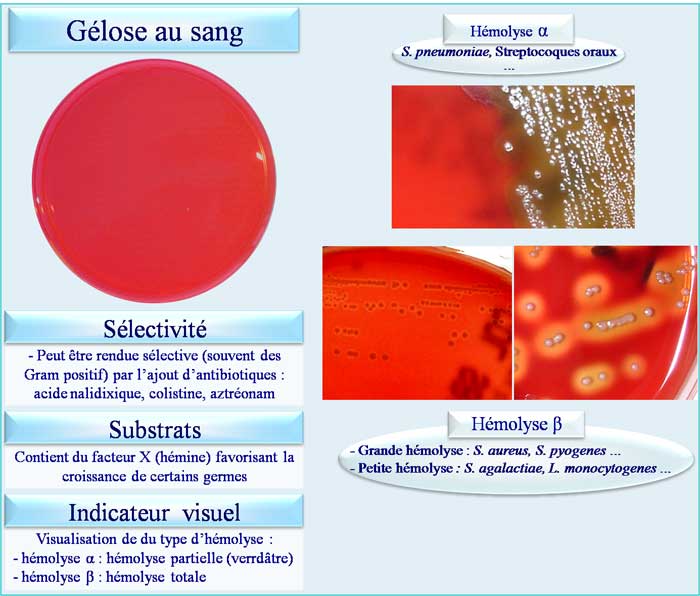 Gélose au sang
Sélectivité
- Peut être rendue sélective (souvent des
Gram positif) par l’ajout d’antibiotiques :
acide nalidixique, colistine, aztréonam
Substrats
Contient du facteur X (hémine) favorisant la
croissance de certains germes
Indicateur visuel
Visualisation de du type d’hémolyse :
- hémolyse α : hémolyse partielle (verrdâtre)
- hémolyse β : hémolyse totale
Hémolyse α
S. pneumoniae, Streptocoques oraux
...
Hémolyse β
- Grande hémolyse : S. aureus, S. pyogenes ...
- Petite hémolyse : S. agalactiae, L. monocytogenes ...